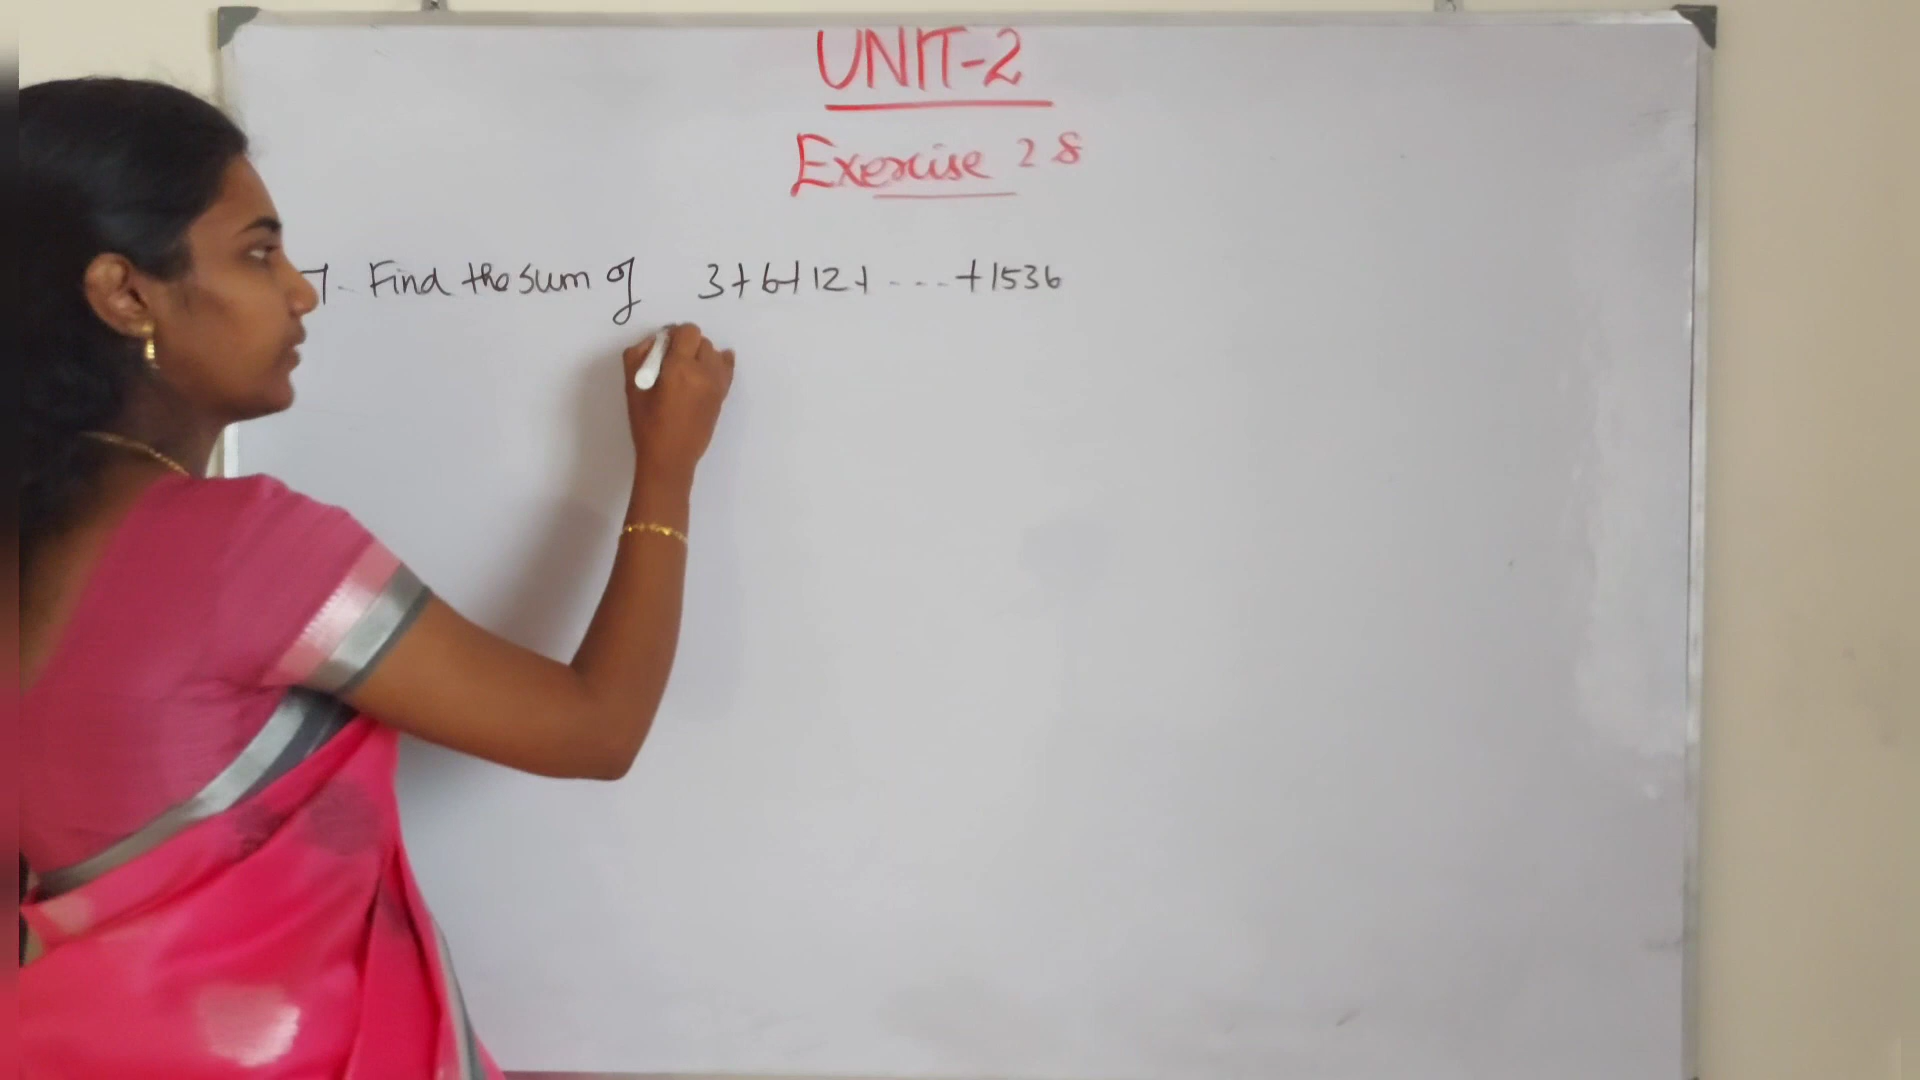 UNIT-2
Exercise 2 8
7. Find the sum of 3+6+12+ ....+1536